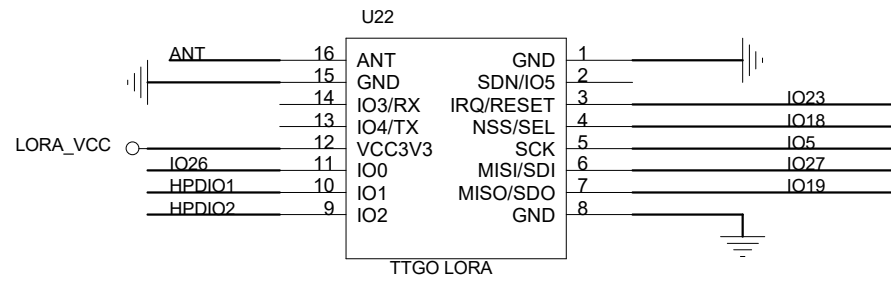 U22
ANT 16 ANT GND 1
15 GND SDN/IO5 2
14 IO3/RX IRQ/RESET 3 IO23
13 IO4/TX NSS/SEL 4 IO18
LORA_VCC 12 VCC3V3 SCK 5 IO5
IO26 11 IO0 MISI/SDI 6 IO27
HPDIO1 10 IO1 MISO/SDO 7 IO19
HPDIO2 9 IO2 GND 8
TTGO LORA